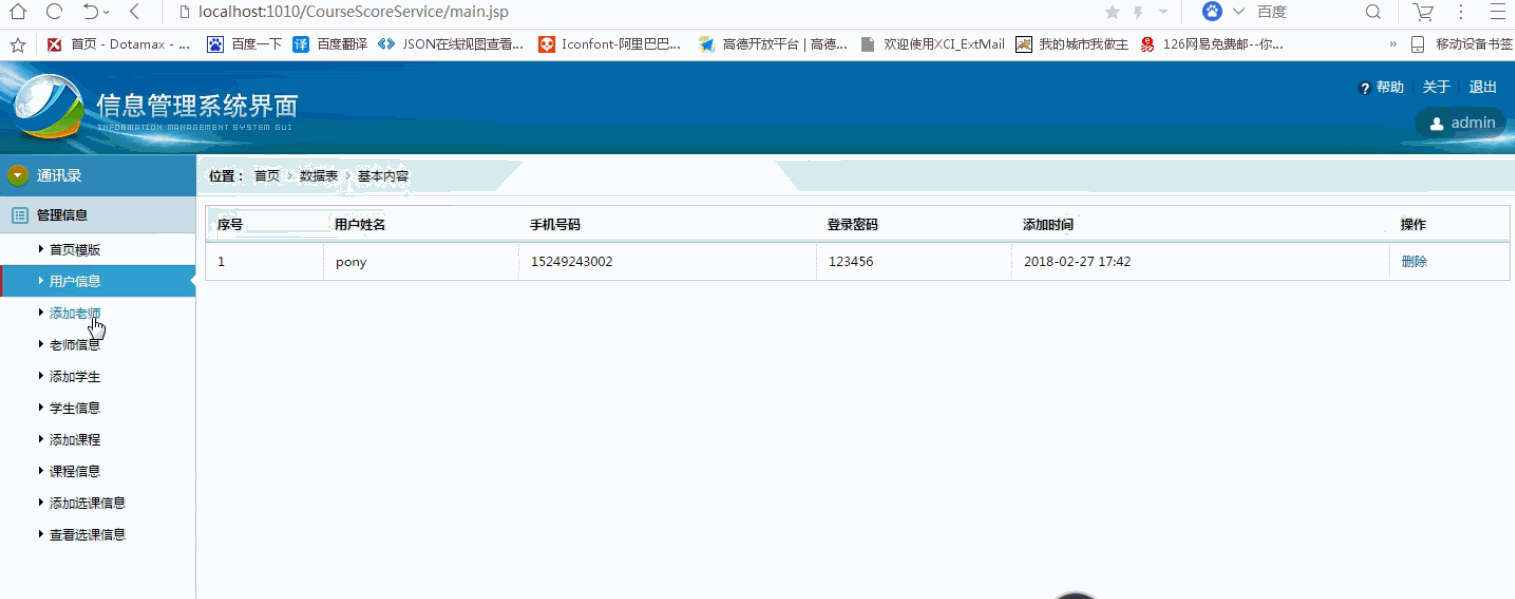 localhost:1010/CourseScoreService/main.jsp 百度
首页 - Dotamax - ... 百度一下 译 百度翻译 JSON在线视图查看... Iconfont-阿里巴巴... 高德开放平台 | 高德... 欢迎使用XCI_ExtMail 我的城市我做主 126网易免费邮--你... » 移动设备书签
? 帮助 关于 退出
信息管理系统界面
INFORMATION MANAGEMENT SYSTEM GUI
admin
通讯录
位置： 首页 > 数据表 > 基本内容
管理信息
序号 用户姓名 手机号码 登录密码 添加时间 操作
1 pony 15249243002 123456 2018-02-27 17:42 删除
首页模版
用户信息
添加老师
老师信息
添加学生
学生信息
添加课程
课程信息
添加选课信息
查看选课信息